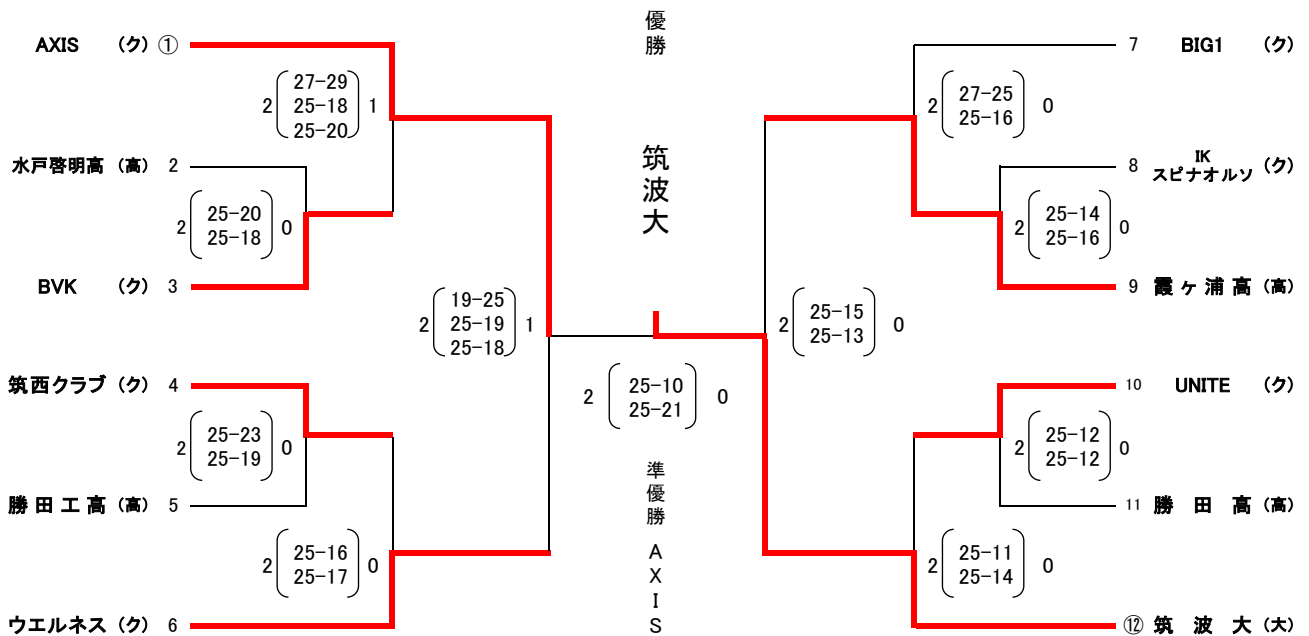 優勝
筑波大
AXIS (ク) ①
2 27-29 1
25-18
25-20
水戸啓明高 (高) 2
2 25-20 0
25-18
BVK (ク) 3
2 19-25 1
25-19
25-18
筑西クラブ (ク) 4
2 25-23 0
25-19
勝田工高 (高) 5
2 25-16 0
25-17
ウエルネス (ク) 6
2 25-10 0
25-21
準優勝
AXIS
7 BIG1 (ク)
2 27-25 0
25-16
8 IK
スピナオルソ (ク)
2 25-14 0
25-16
9 霞ヶ浦高 (高)
2 25-15 0
25-13
10 UNITE (ク)
2 25-12 0
25-12
11 勝田高 (高)
2 25-11 0
25-14
⑫ 筑波大 (大)